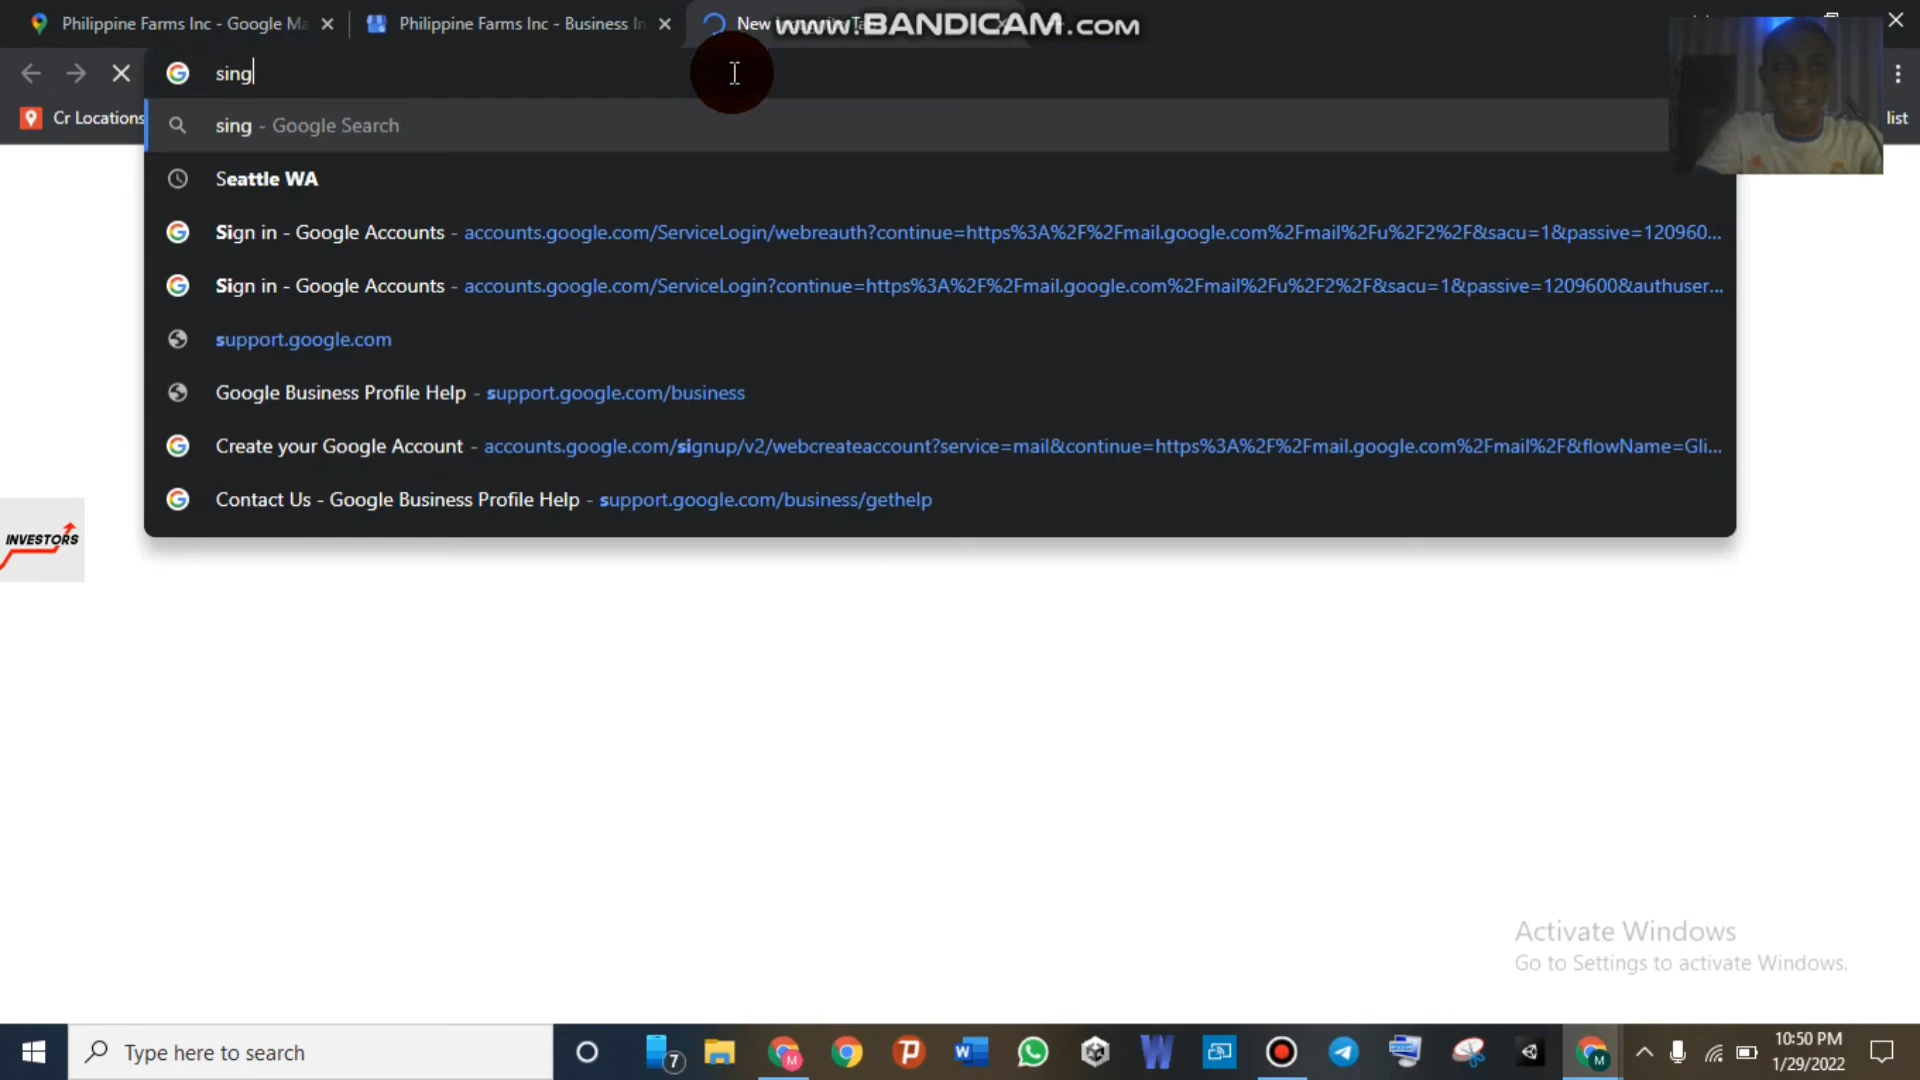 Philippine Farms Inc - Google Ma
Philippine Farms Inc - Business In
New
www.BANDICAM.com
sing
Cr Locations
list
sing - Google Search
Seattle WA
Sign in - Google Accounts - accounts.google.com/ServiceLogin/webreauth?continue=https%3A%2F%2Fmail.google.com%2Fmail%2Fu%2F2%2F&sacu=1&passive=120960...
Sign in - Google Accounts - accounts.google.com/ServiceLogin?continue=https%3A%2F%2Fmail.google.com%2Fmail%2Fu%2F2%2F&sacu=1&passive=1209600&authuser...
support.google.com
Google Business Profile Help - support.google.com/business
Create your Google Account - accounts.google.com/signup/v2/webcreateaccount?service=mail&continue=https%3A%2F%2Fmail.google.com%2Fmail%2F&flowName=Gli...
Contact Us - Google Business Profile Help - support.google.com/business/gethelp
INVESTORS
Activate Windows
Go to Settings to activate Windows.
Type here to search
7
M
W
M
10:50 PM
1/29/2022